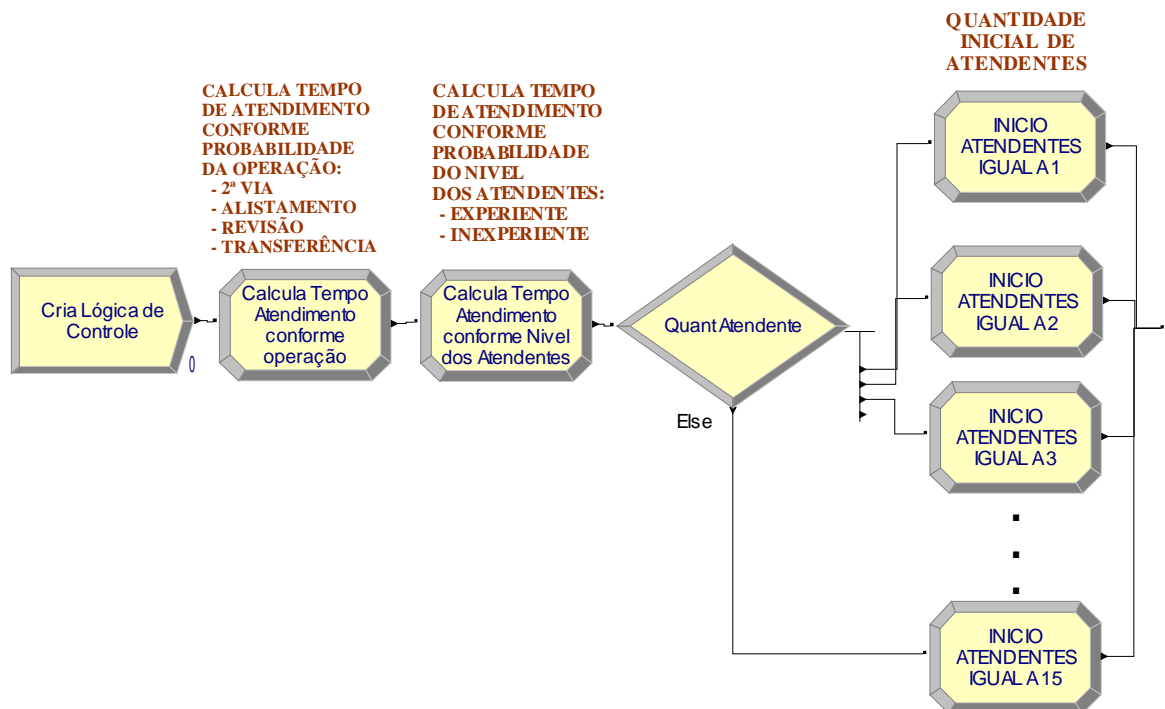 QUANTIDADE
INICIAL DE
ATENDENTES
CALCULA TEMPO
DE ATENDIMENTO
CONFORME
PROBABILIDADE
DA OPERAÇÃO:
- 2ª VIA
- ALISTAMENTO
- REVISÃO
- TRANSFERÊNCIA
CALCULA TEMPO
DE ATENDIMENTO
CONFORME
PROBABILIDADE
DO NIVEL
DOS ATENDENTES:
- EXPERIENTE
- INEXPERIENTE
Cria Lógica de
Controle
0
Calcula Tempo
Atendimento
conforme
operação
Calcula Tempo
Atendimento
conforme Nivel
dos Atendentes
QuantAtendente
Else
INICIO
ATENDENTES
IGUAL A 1
INICIO
ATENDENTES
IGUAL A 2
INICIO
ATENDENTES
IGUAL A 3
INICIO
ATENDENTES
IGUAL A 15